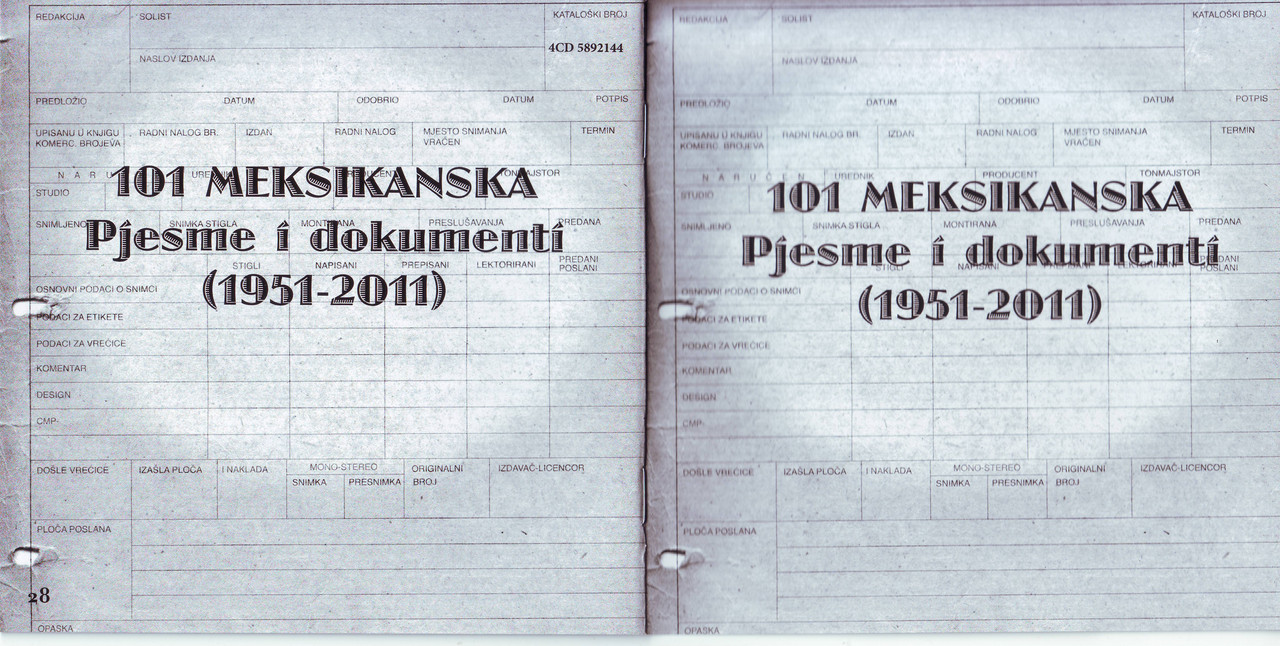 REDAKCIJA
SOLIST
KATALOŠKI BROJ
4CD 5892144
NASLOV IZDANJA
PREDLOŽIO DATUM ODOBRIO DATUM POTPIS
UPISANU U KNJIGU KOMERC. BROJEVA
RADNI NALOG BR. IZDAN RADNI NALOG
MJESTO SNIMANJA VRAĆEN
TERMIN
STUDIO
101 MEKSIKANSKA
SNIMLJENO SNIMKA STIGLA MONTIRANA PRESLUŠAVANJA PREDANA
Pjesme i dokumenti
STIGLI NAPISANI PREPISANI LEKTORIRANI PREDANI POSLANI
(1951-2011)
OSNOVNI PODACI O SNIMCI
PODACI ZA ETIKETE
PODACI ZA VREĆICE
KOMENTAR
DESIGN
CMP
DOŠLE VREĆICE IZAŠLA PLOČA I NAKLADA MONO-STEREO ORIGINALNI BROJ IZDAVAČ-LICENCOR
SNIMKA PRESNIMKA
PLOČA POSLANA
28
OPASKA
REDAKCIJA
SOLIST
KATALOŠKI BROJ
NASLOV IZDANJA
PREDLOŽIO DATUM ODOBRIO DATUM POTPIS
UPISANU U KNJIGU KOMERC. BROJEVA
RADNI NALOG BR. IZDAN RADNI NALOG
MJESTO SNIMANJA VRAĆEN
TERMIN
NARUČEN UREDNIK PRODUCENT TONMAJSTOR
STUDIO
101 MEKSIKANSKA
SNIMLJENO SNIMKA STIGLA MONTIRANA PRESLUŠAVANJA PREDANA
Pjesme i dokumenti
STIGLI
OSNOVNI PODACI O SNIMCI
(1951-2011)
PODACI ZA ETIKETE
PODACI ZA VREĆICE
KOMENTAR
DESIGN
CMP
DOŠLE VREĆICE IZAŠLA PLOČA I NAKLADA MONO-STEREO ORIGINALNI BROJ IZDAVAČ-LICENCOR
SNIMKA PRESNIMKA
PLOČA POSLANA
OPASKA